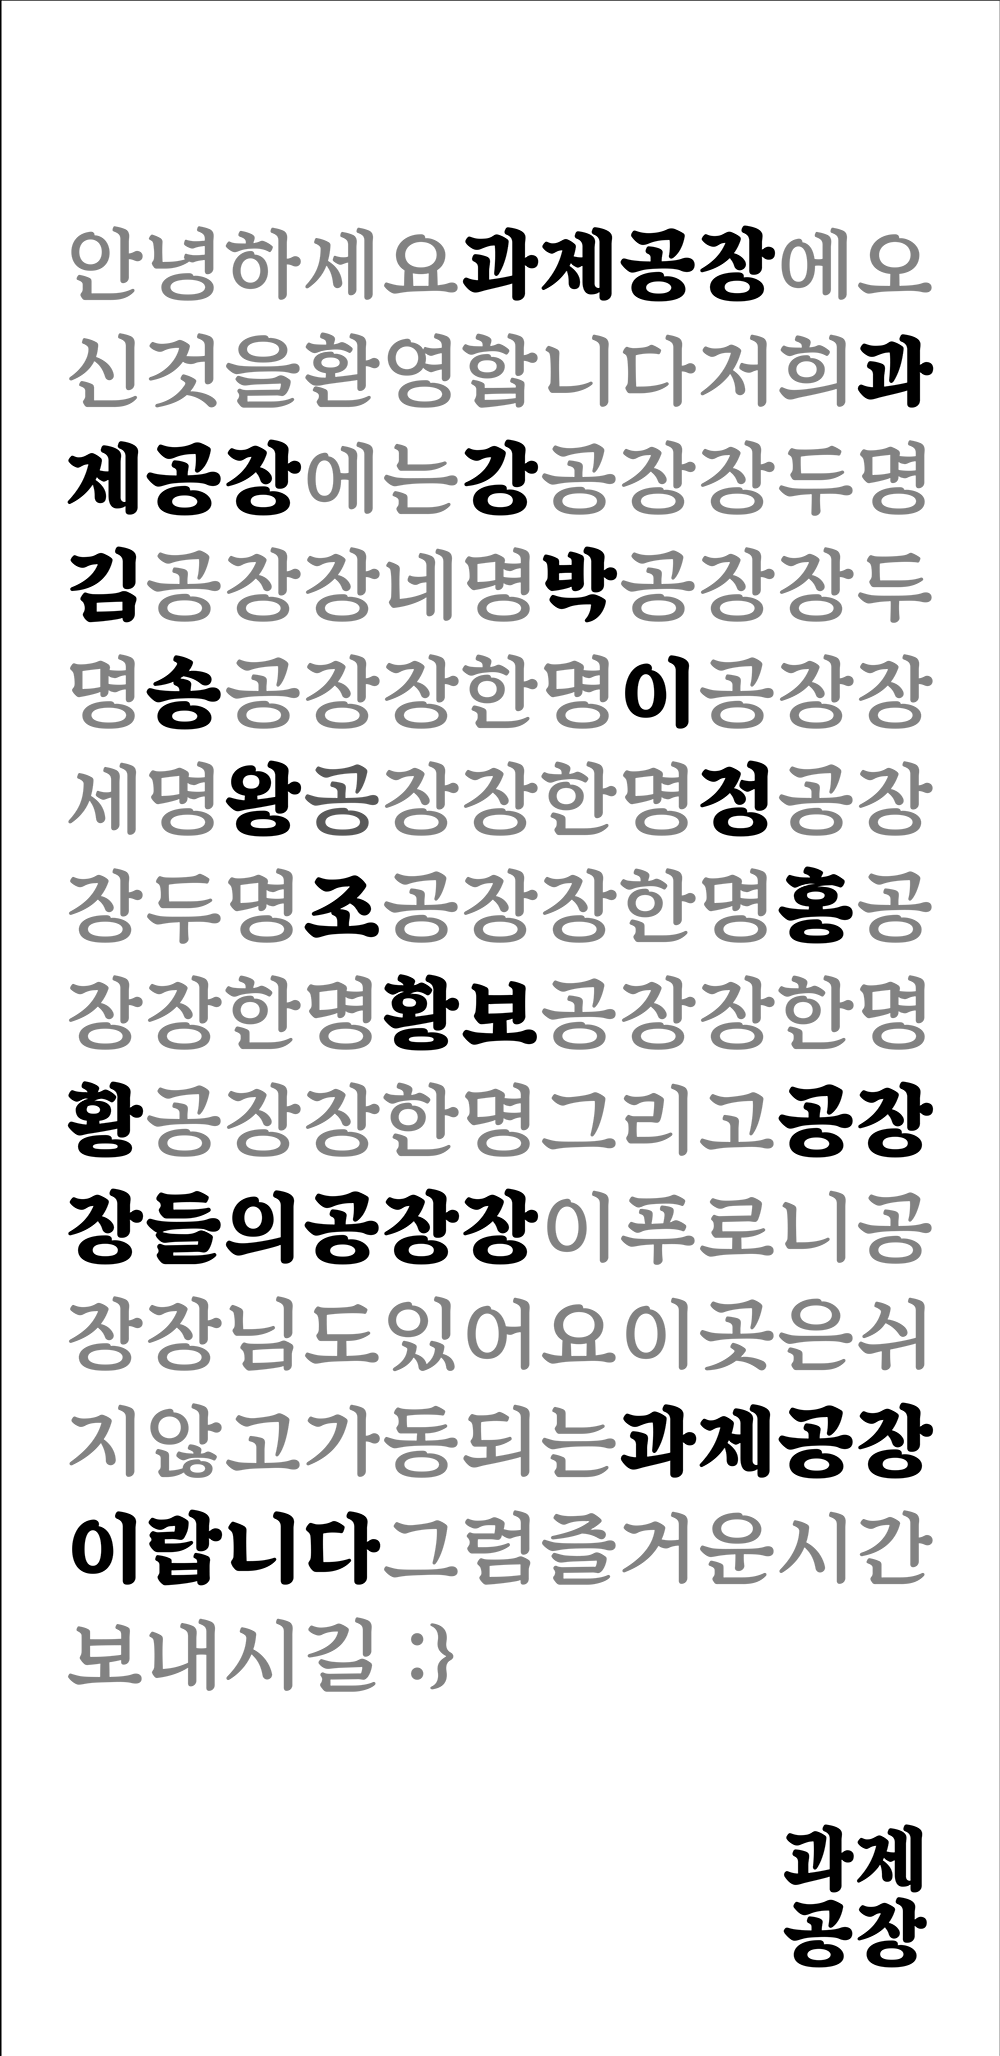 안녕하세요과제공장에오
신것을환영합니다저희과
제공장에는강공장장두명
김공장장네명박공장장두
명송공장장한명이공장장
세명왕공장장한명정공장
장두명조공장장한명홍공
장장한명황보공장장한명
황공장장한명그리고공장
장들의공장장이푸로니공
장장님도있어요이곳은쉬
지않고가동되는과제공장
이랍니다그럼즐거운시간
보내시길 :}
과제
공장